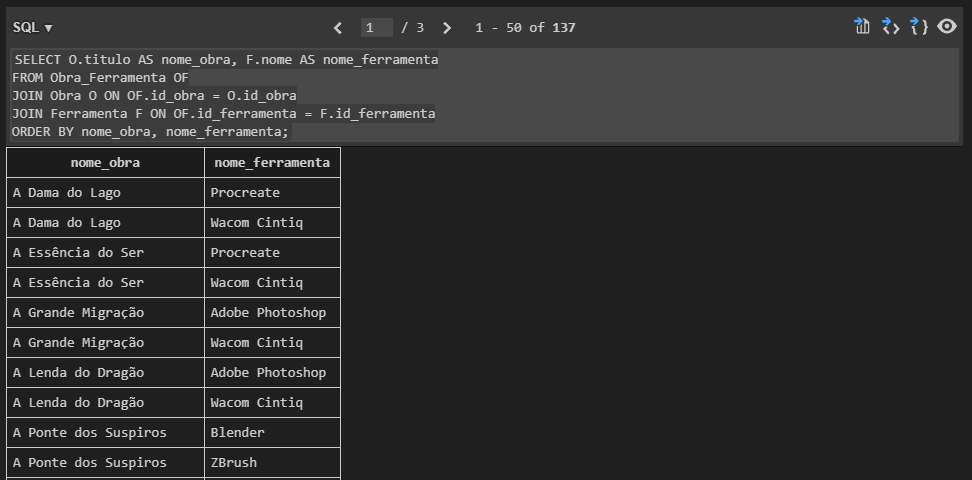 SQL ▼ 1 / 3 1 - 50 of 137
SELECT O.titulo AS nome_obra, F.nome AS nome_ferramenta
FROM Obra_Ferramenta OF
JOIN Obra O ON OF.id_obra = O.id_obra
JOIN Ferramenta F ON OF.id_ferramenta = F.id_ferramenta
ORDER BY nome_obra, nome_ferramenta;
nome_obra nome_ferramenta
A Dama do Lago Procreate
A Dama do Lago Wacom Cintiq
A Essência do Ser Procreate
A Essência do Ser Wacom Cintiq
A Grande Migração Adobe Photoshop
A Grande Migração Wacom Cintiq
A Lenda do Dragão Adobe Photoshop
A Lenda do Dragão Wacom Cintiq
A Ponte dos Suspiros Blender
A Ponte dos Suspiros ZBrush